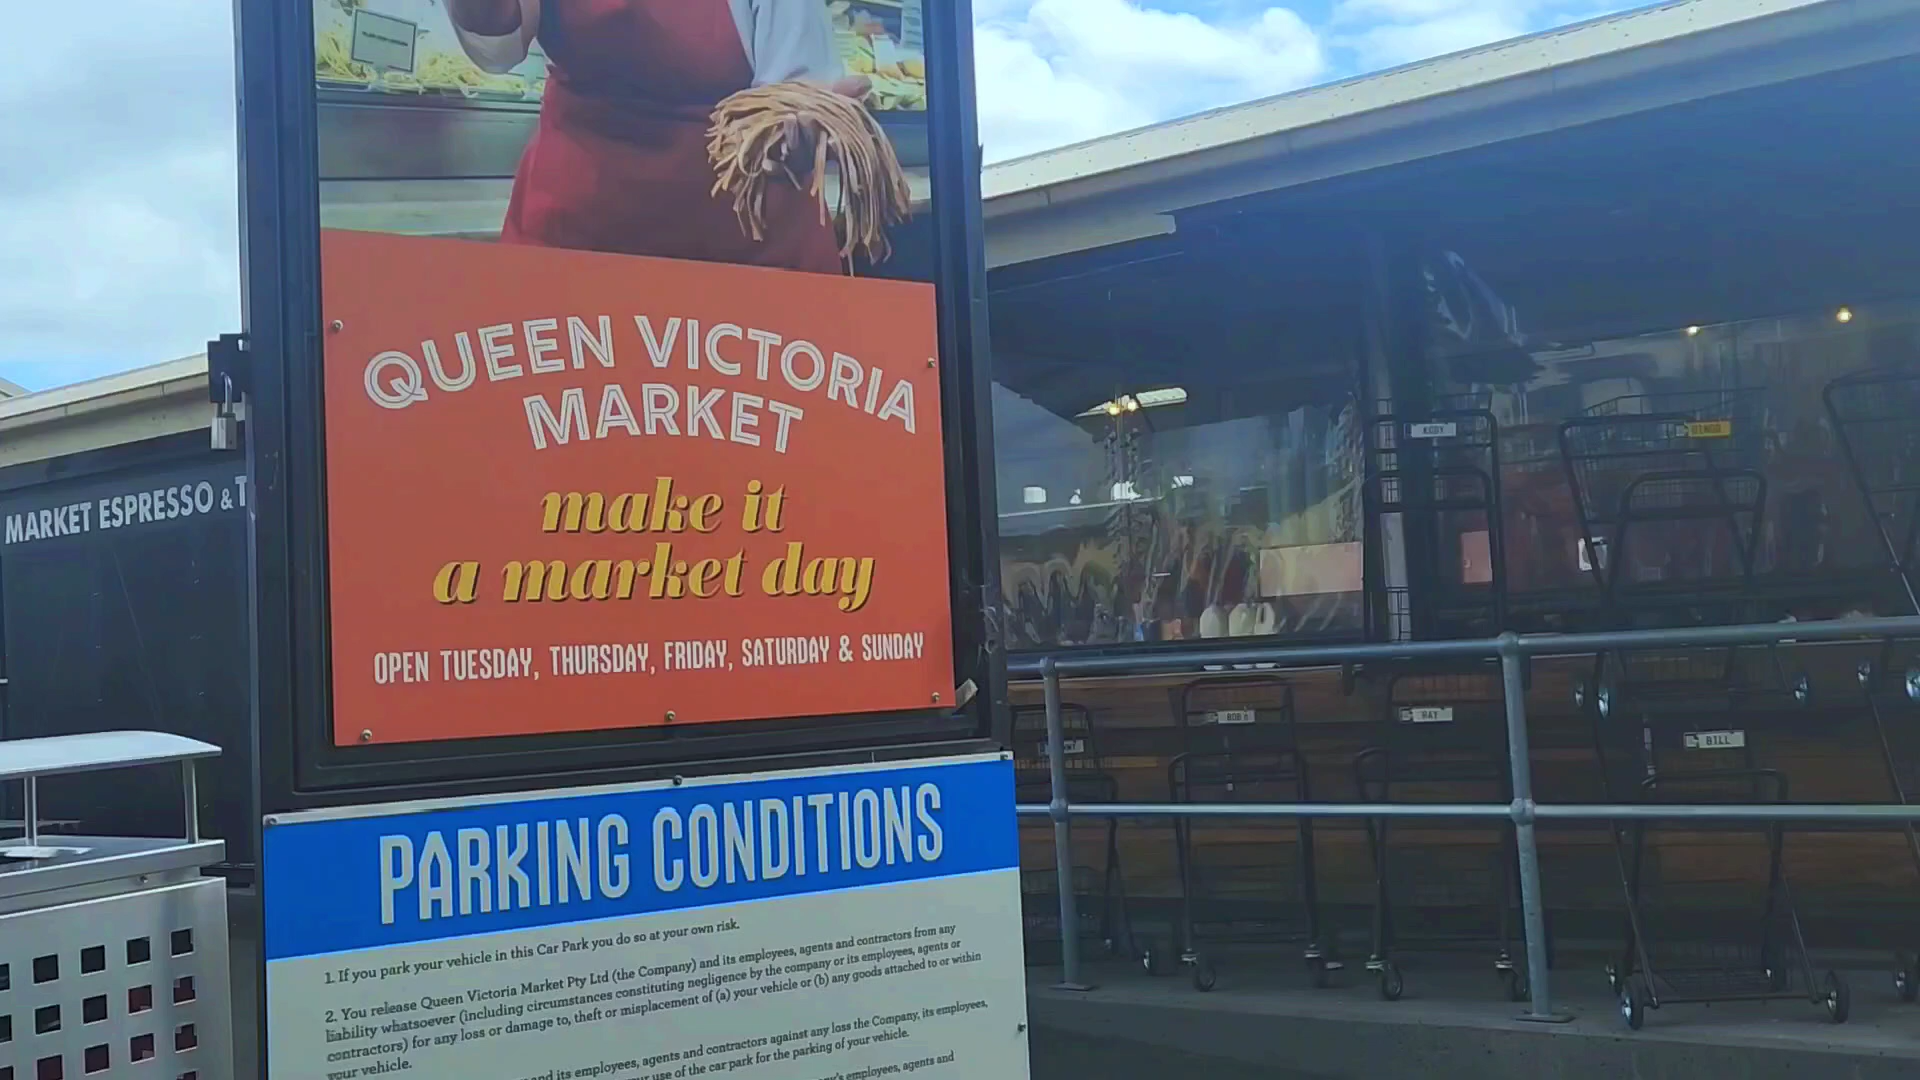 QUEEN VICTORIA
MARKET
make it
a market day
OPEN TUESDAY, THURSDAY, FRIDAY, SATURDAY & SUNDAY
MARKET ESPRESSO &
PARKING CONDITIONS
1. If you park your vehicle in this Car Park you do so at your own risk.
2. You release Queen Victoria Market Pty Ltd (the Company) and its employees, agents and contractors from any
liability whatsoever (including circumstances constituting negligence by the company or its employees, agents or
contractors) for any loss or damage to, theft or misplacement of (a) your vehicle or (b) any goods attached to or within
your vehicle.
and its employees, agents and contractors against any loss the Company, its employees,
use of the car park for the parking of your vehicle.
employees, agents and
KODY
BINGO
BOB
RAY
BILL